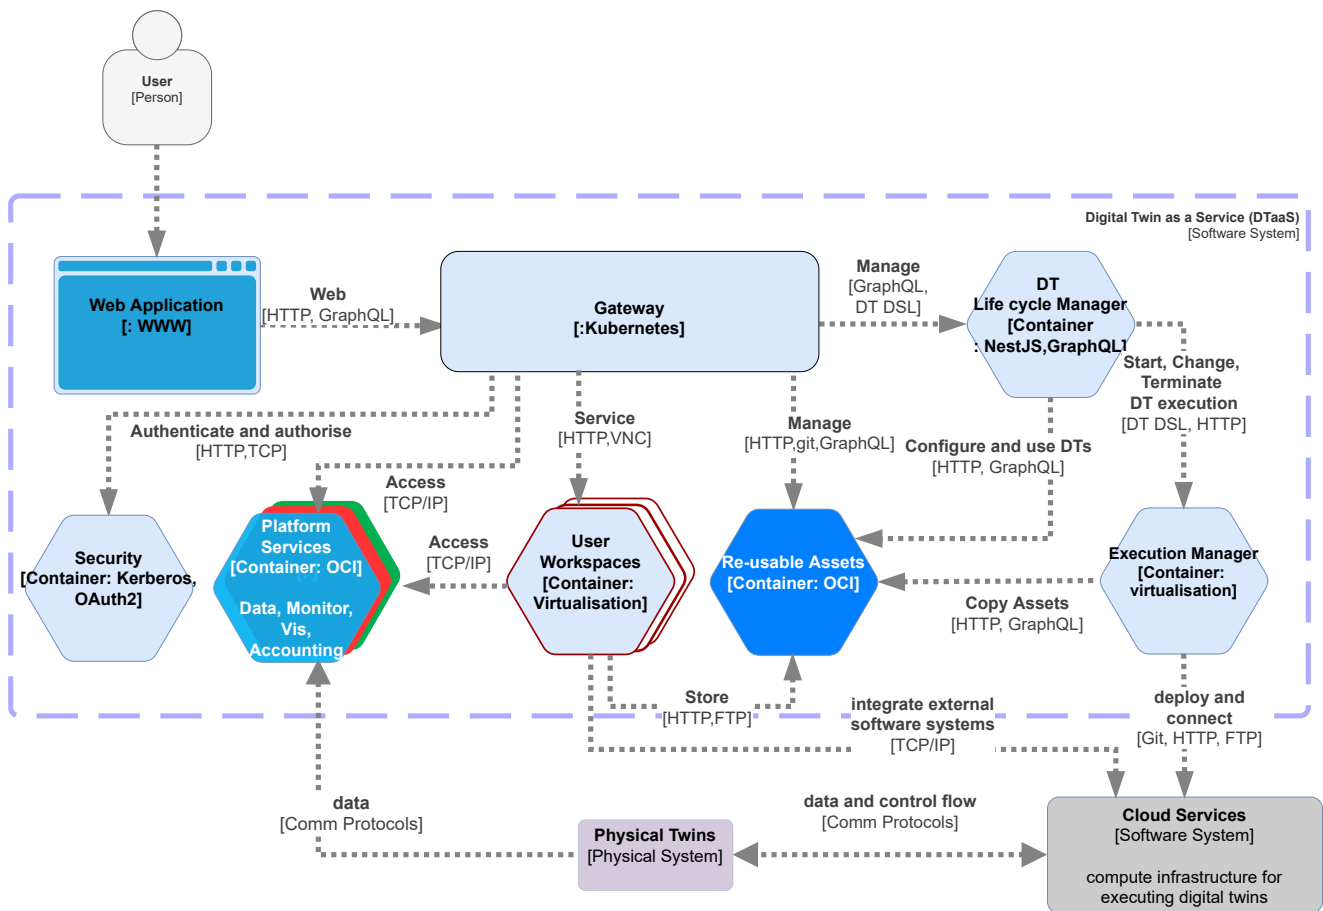 User
[Person]
Digital Twin as a Service (DTaaS)
[Software System]
Web Application
[: WWW]
Web
[HTTP, GraphQL]
Gateway
[:Kubernetes]
Manage
[GraphQL,
DT DSL]
DT
Life cycle Manager
[Container
: NestJS,GraphQL]
Start, Change,
Terminate
DT execution
[DT DSL, HTTP]
Authenticate and authorise
[HTTP,TCP]
Service
[HTTP,VNC]
Manage
[HTTP,git,GraphQL]
Configure and use DTs
[HTTP, GraphQL]
Access
[TCP/IP]
Security
[Container: Kerberos,
OAuth2]
Platform
Services
[Container: OCI]
Data, Monitor,
Vis,
Accounting
Access
[TCP/IP]
User
Workspaces
[Container:
Virtualisation]
Re-usable Assets
[Container: OCI]
Execution Manager
[Container:
virtualisation]
Copy Assets
[HTTP, GraphQL]
Store
[HTTP,FTP]
integrate external
software systems
[TCP/IP]
deploy and
connect
[Git, HTTP, FTP]
data
[Comm Protocols]
Physical Twins
[Physical System]
data and control flow
[Comm Protocols]
Cloud Services
[Software System]
compute infrastructure for
executing digital twins